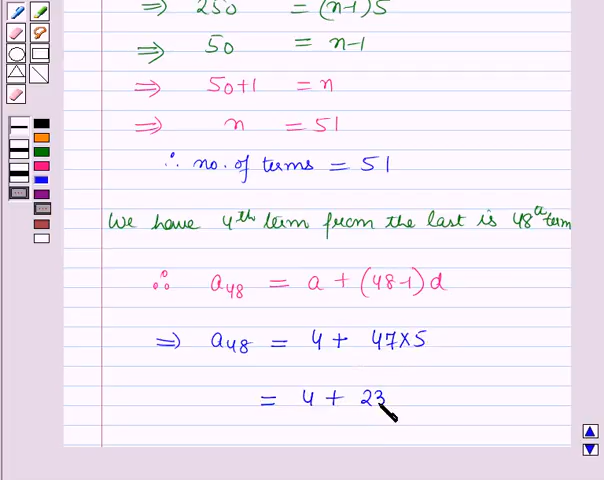 ⇒ 250 = (n-1) 5
⇒ 50 = n-1
⇒ 50+1 = n
⇒ n = 51
∴ no. of terms = 51
We have 4th term from the last is 48th term
∴ a48 = a + (48-1) d
⇒ a48 = 4 + 47×5
= 4 + 23